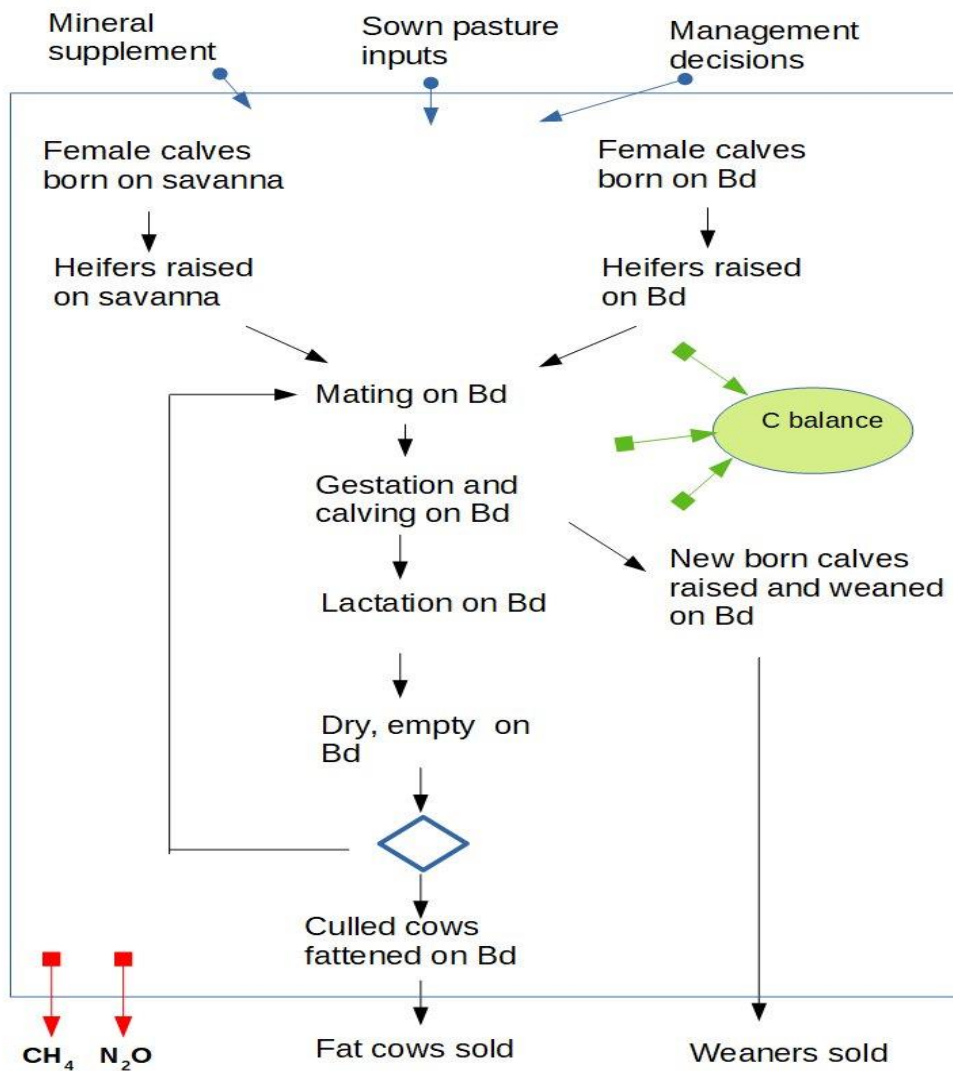 Mineral
supplement
Sown pasture
inputs
Management
decisions
Female calves
born on savanna
Female calves
born on Bd
Heifers raised
on savanna
Heifers raised
on Bd
Mating on Bd
C balance
Gestation and
calving on Bd
New born calves
raised and weaned
on Bd
Lactation on Bd
Dry, empty on
Bd
Culled cows
fattened on Bd
CH₄
N₂O
Fat cows sold
Weaners sold